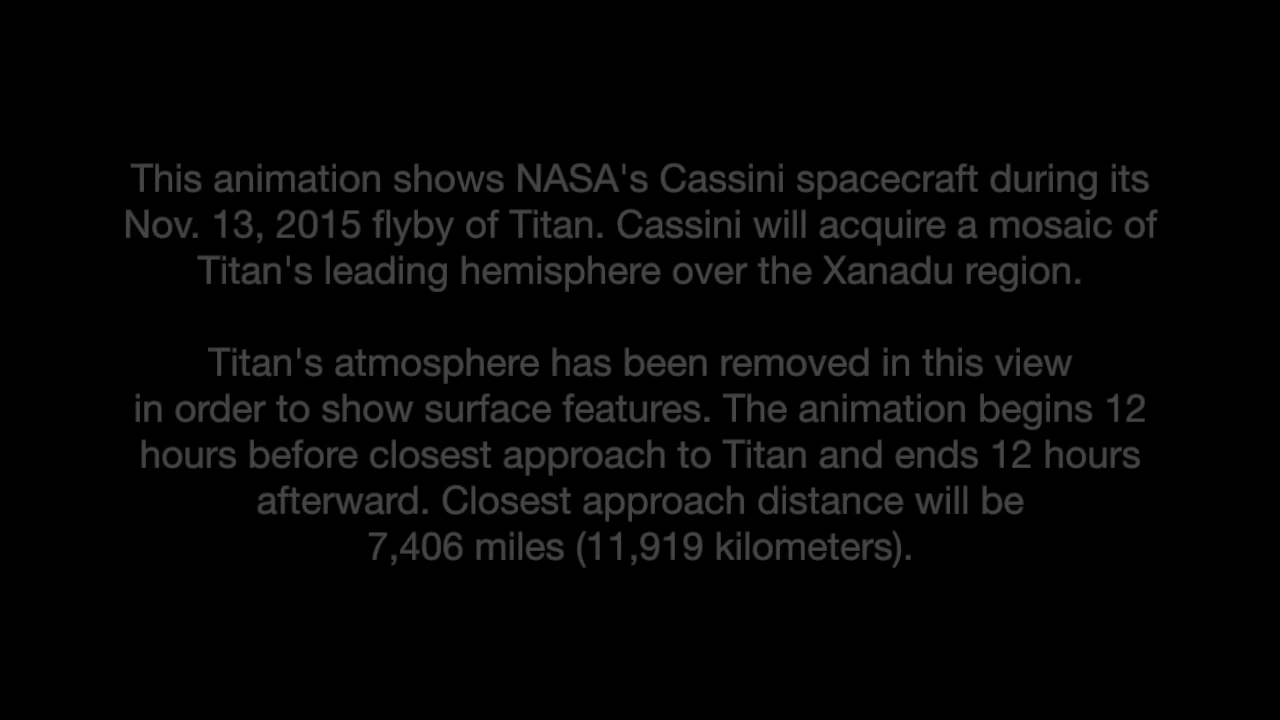 This animation shows NASA's Cassini spacecraft during its
Nov. 13, 2015 flyby of Titan. Cassini will acquire a mosaic of
Titan's leading hemisphere over the Xanadu region.
Titan's atmosphere has been removed in this view
in order to show surface features. The animation begins 12
hours before closest approach to Titan and ends 12 hours
afterward. Closest approach distance will be
7,406 miles (11,919 kilometers).